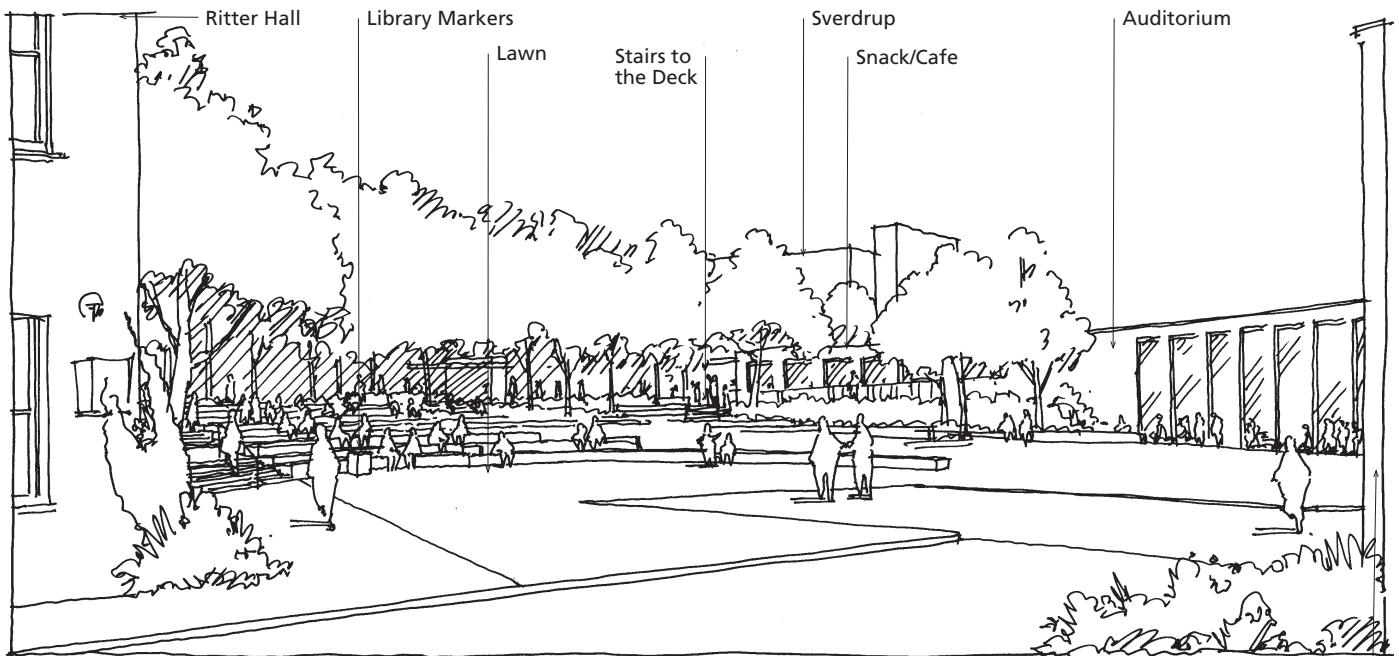 Ritter Hall
Library Markers
Sverdrup
Auditorium
Lawn
Stairs to
the Deck
Snack/Cafe